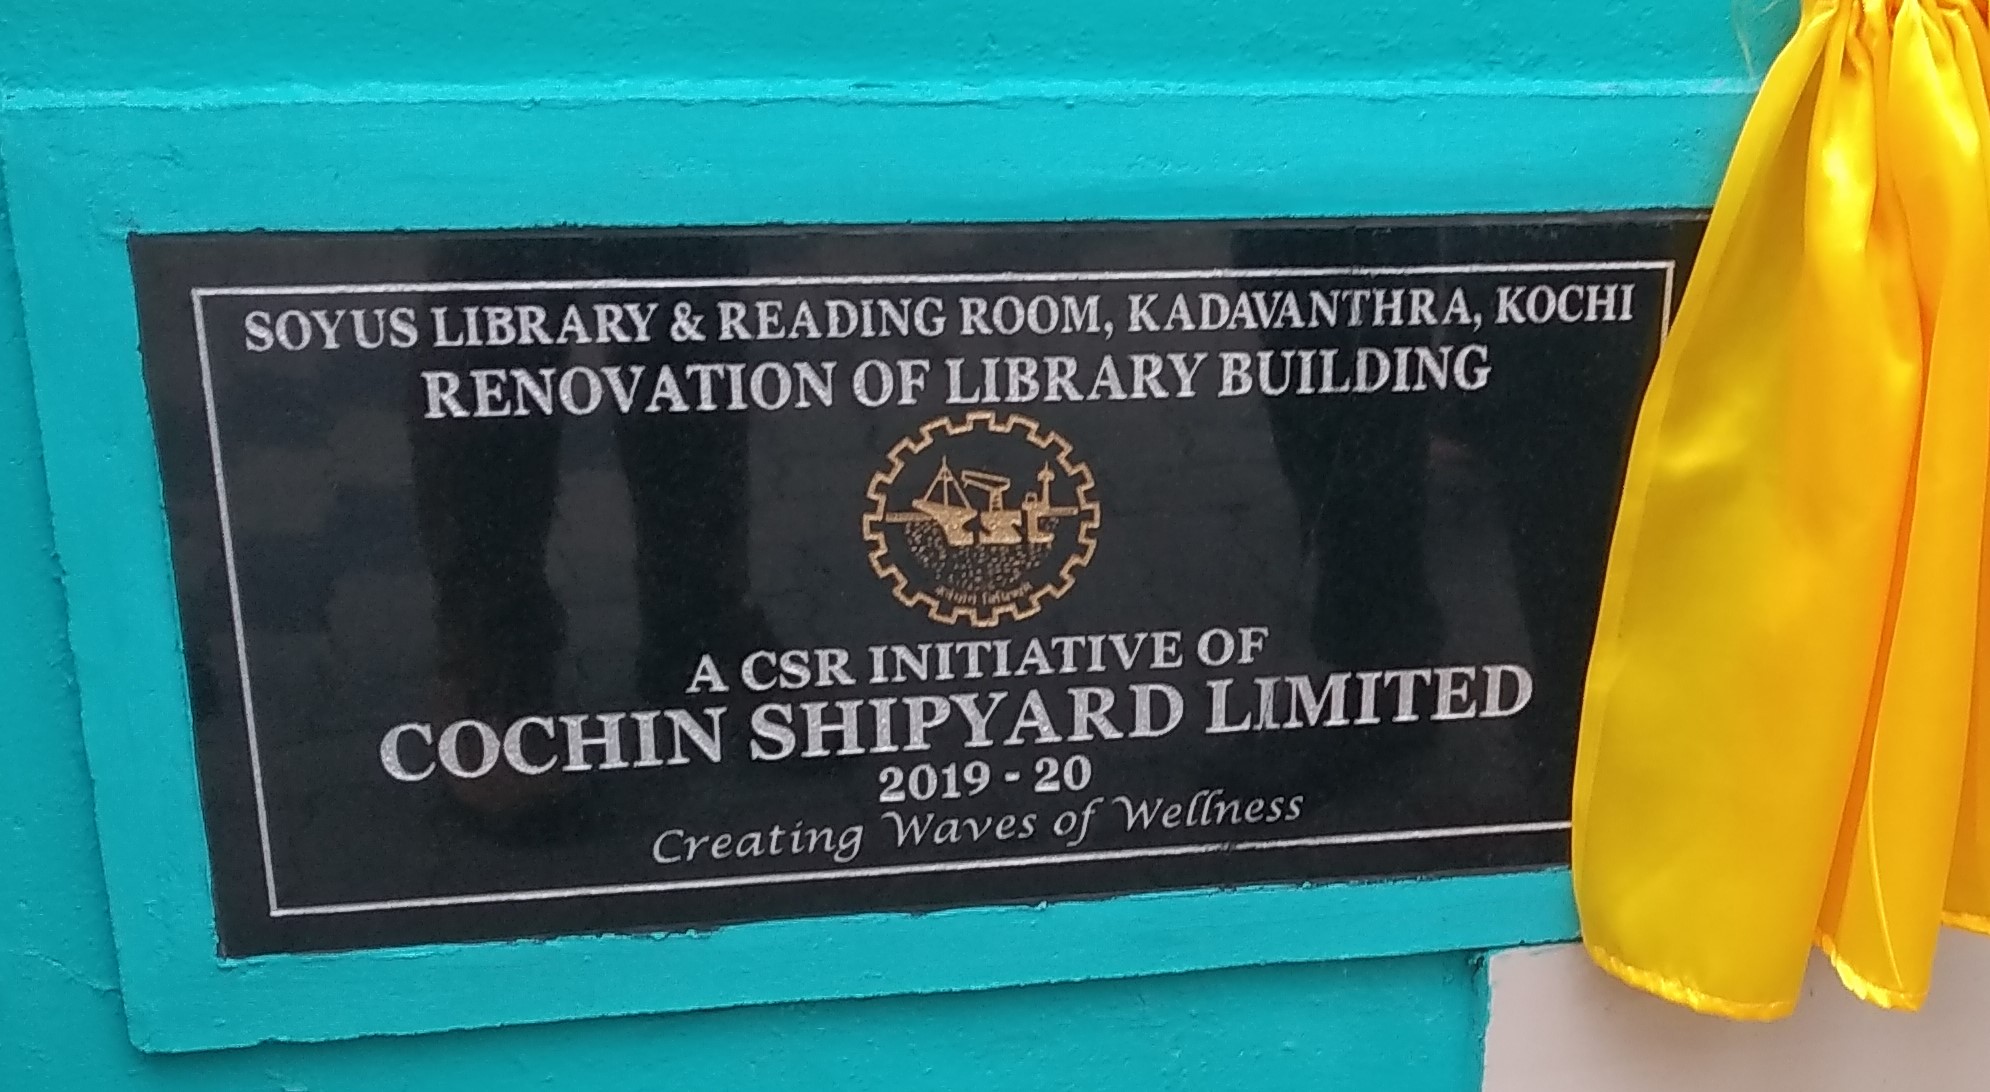 SOYUS LIBRARY & READING ROOM, KADAVANTHRA, KOCHI
RENOVATION OF LIBRARY BUILDING
A CSR INITIATIVE OF
COCHIN SHIPYARD LIMITED
2019 - 20
Creating Waves of Wellness